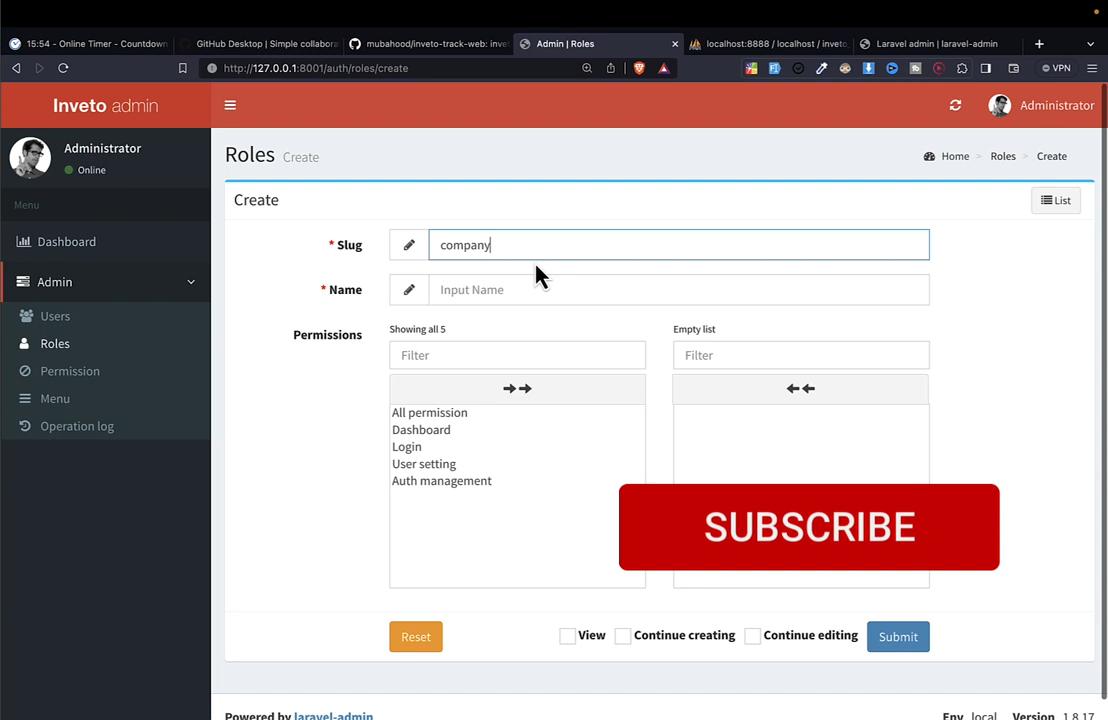 15:54 - Online Timer - Countdown
GitHub Desktop | Simple collabora
mubahood/inveto-track-web: inve
Admin | Roles
localhost:8888 / localhost / invetc
Laravel admin | laravel-admin
http://127.0.0.1:8001/auth/roles/create
VPN
Inveto admin
Administrator
Administrator
Online
Roles Create
Home > Roles > Create
Menu
Create
List
Dashboard
* Slug
company
Admin
* Name
Input Name
Users
Permissions
Showing all 5
Empty list
Roles
Filter
Filter
Permission
Menu
All permission
Operation log
Dashboard
Login
User setting
Auth management
SUBSCRIBE
Reset
View
Continue creating
Continue editing
Submit
Powered by laravel-admin
Env local Version 1.8.17